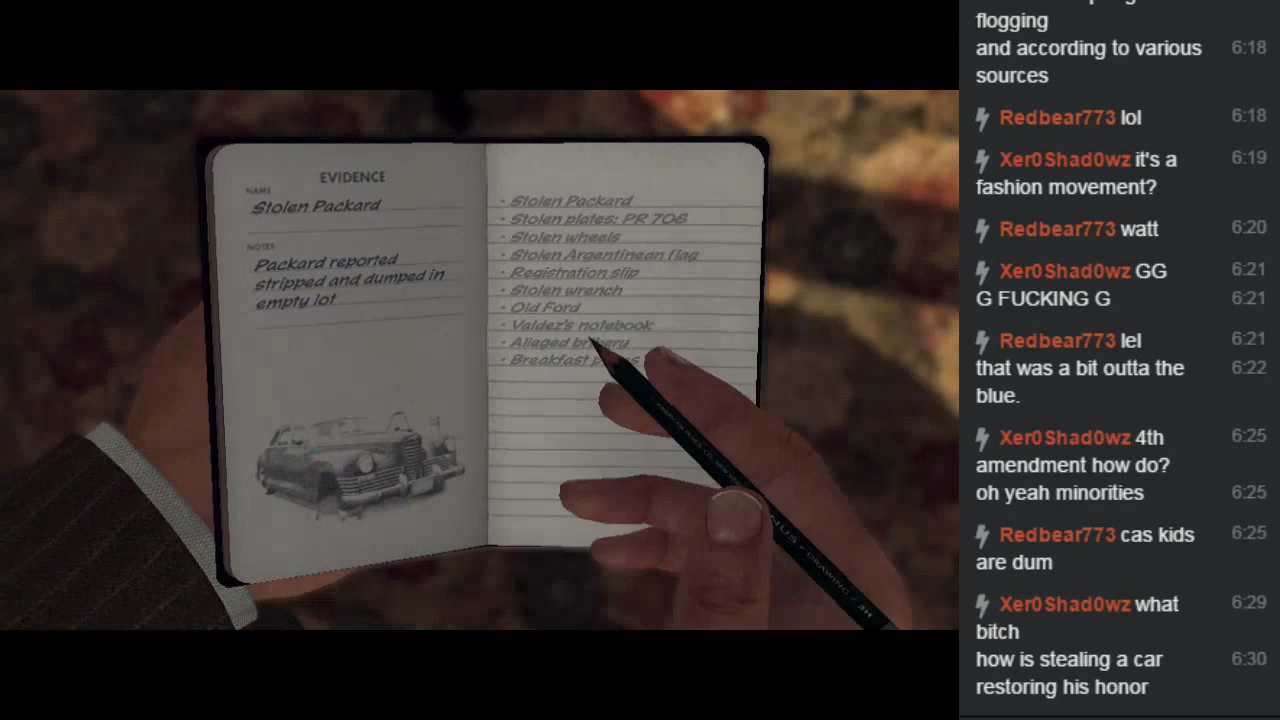 EVIDENCE
NAME
Stolen Packard
NOTES
Packard reported
stripped and dumped in
empty lot
- Stolen Packard
- Stolen plates: PR 706
- Stolen wheels
- Stolen Argentinean flag
- Registration slip
- Stolen wrench
- Old Ford
- Valdez's notebook
- Alleged bribery
- Breakfast
DRAWING
3H
flogging
and according to various 6:18
sources
Redbear773 lol 6:18
Xer0Shad0wz it's a 6:19
fashion movement?
Redbear773 watt 6:20
Xer0Shad0wz GG 6:21
G FUCKING G 6:21
Redbear773 lel 6:21
that was a bit outta the 6:22
blue.
Xer0Shad0wz 4th 6:25
amendment how do?
oh yeah minorities 6:25
Redbear773 cas kids 6:25
are dum
Xer0Shad0wz what 6:29
bitch
how is stealing a car 6:30
restoring his honor